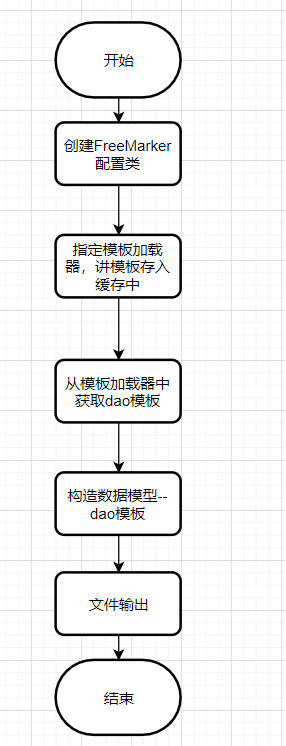 开始
创建FreeMarker
配置类
指定模板加载
器，讲模板存入
缓存中
从模板加载器中
获取dao模板
构造数据模型--
dao模板
文件输出
结束